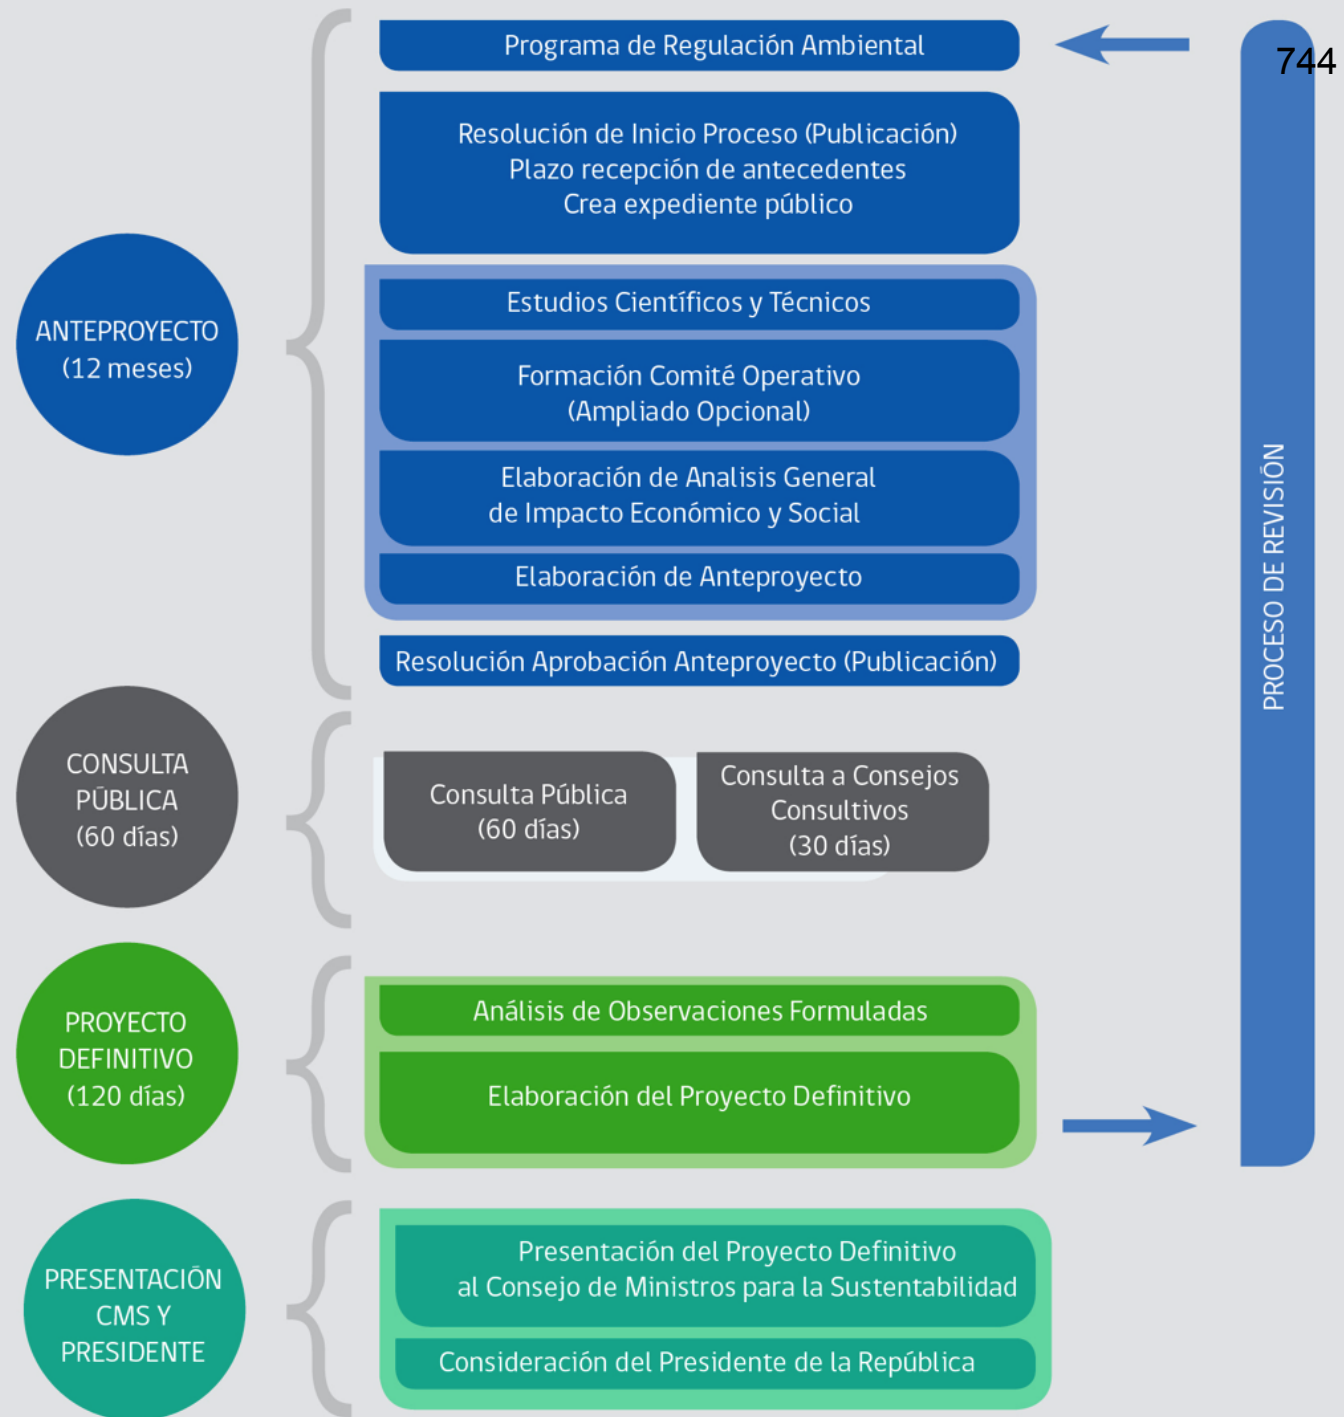 744
Programa de Regulación Ambiental
Resolución de Inicio Proceso (Publicación)
Plazo recepción de antecedentes
Crea expediente público
ANTEPROYECTO
(12 meses)
Estudios Científicos y Técnicos
Formación Comité Operativo
(Ampliado Opcional)
Elaboración de Analisis General
de Impacto Económico y Social
Elaboración de Anteproyecto
Resolución Aprobación Anteproyecto (Publicación)
PROCESO DE REVISIÓN
CONSULTA
PÚBLICA
(60 días)
Consulta Pública
(60 días)
Consulta a Consejos
Consultivos
(30 días)
PROYECTO
DEFINITIVO
(120 días)
Análisis de Observaciones Formuladas
Elaboración del Proyecto Definitivo
PRESENTACIÓN
CMS Y
PRESIDENTE
Presentación del Proyecto Definitivo
al Consejo de Ministros para la Sustentabilidad
Consideración del Presidente de la República